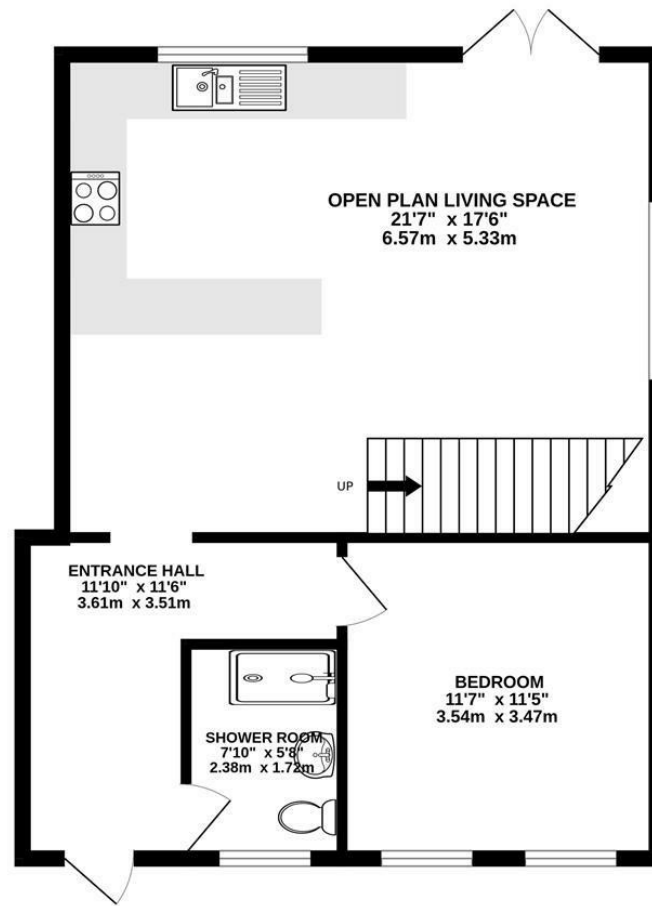 OPEN PLAN LIVING SPACE
21'7" x 17'6"
6.57m x 5.33m
UP
ENTRANCE HALL
11'10" x 11'6"
3.61m x 3.51m
BEDROOM
11'7" x 11'5"
3.54m x 3.47m
SHOWER ROOM
7'10" x 5'8"
2.38m x 1.72m